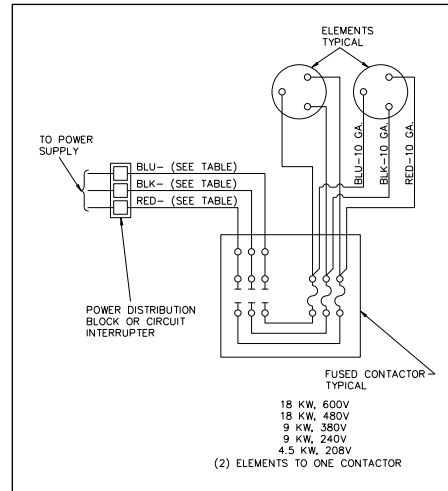 ELEMENTS
TYPICAL
TO POWER
SUPPLY
BLU- (SEE TABLE)
BLK- (SEE TABLE)
RED- (SEE TABLE)
BLU-10 GA.
BLK-10 GA.
RED-10 GA.
POWER DISTRIBUTION
BLOCK OR CIRCUIT
INTERRUPTER
FUSED CONTACTOR
TYPICAL
18 KW, 600V
18 KW, 480V
9 KW, 380V
9 KW, 240V
4.5 KW, 208V
(2) ELEMENTS TO ONE CONTACTOR